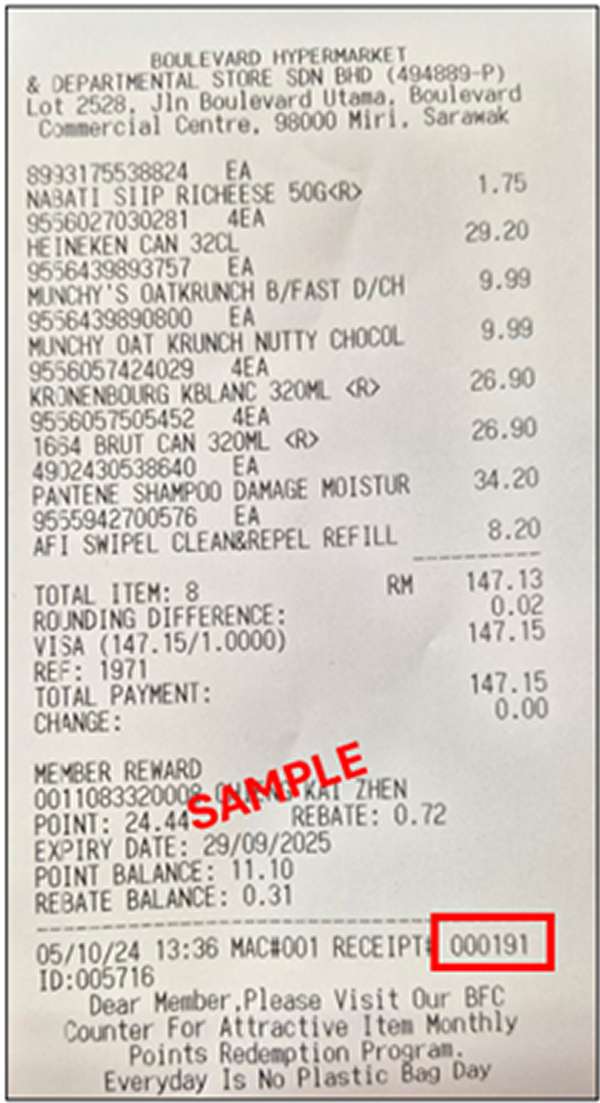 BOULEVARD HYPERMARKET
& DEPARTMENTAL STORE SDN BHD (494889-P)
Lot 2528, Jln Boulevard Utama, Boulevard
Commercial Centre, 98000 Miri, Sarawak
8993175538824 EA
NABATI SIIP RICHEESE 50G<R> 1.75
9556027030281 4EA
HEINEKEN CAN 32CL 29.20
9556439893757 EA
MUNCHY'S OATKRUNCH B/FAST D/CH 9.99
9556439890800 EA
MUNCHY OAT KRUNCH NUTTY CHOCOL 9.99
9556057424029 4EA
KRONENBOURG KBLANC 320ML <R> 26.90
9556057505452 4EA
1664 BRUT CAN 320ML <R> 26.90
4902430538640 EA
PANTENE SHAMPOO DAMAGE MOISTUR 34.20
9555942700576 EA
AFI SWIPEL CLEAN&REPEL REFILL 8.20
TOTAL ITEM: 8 RM 147.13
ROUNDING DIFFERENCE: 0.02
VISA (147.15/1.0000) 147.15
REF: 1971
TOTAL PAYMENT: 147.15
CHANGE: 0.00
MEMBER REWARD
0011083320008 KAI ZHEN
SAMPLE
POINT: 24.44 REBATE: 0.72
EXPIRY DATE: 29/09/2025
POINT BALANCE: 11.10
REBATE BALANCE: 0.31
05/10/24 13:36 MAC#001 RECEIPT# 000191
ID:005716
Dear Member,Please Visit Our BFC
Counter For Attractive Item Monthly
Points Redemption Program.
Everyday Is No Plastic Bag Day